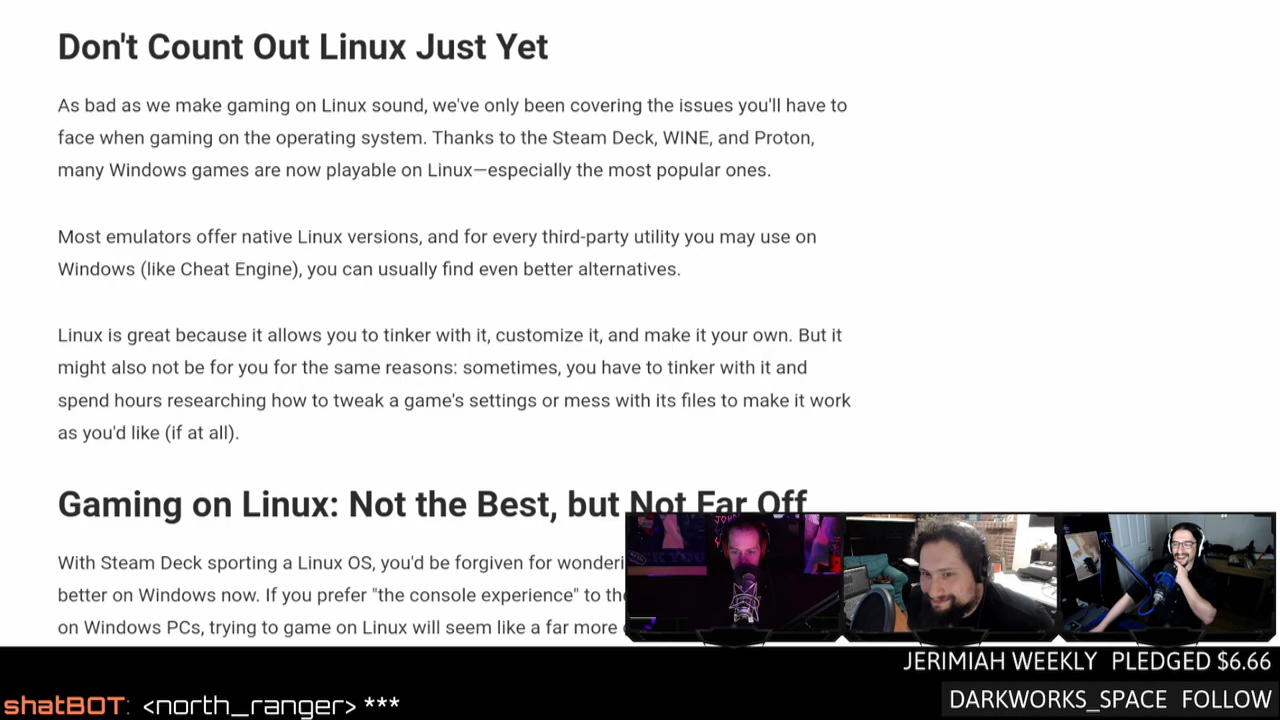 Don't Count Out Linux Just Yet
As bad as we make gaming on Linux sound, we've only been covering the issues you'll have to
face when gaming on the operating system. Thanks to the Steam Deck, WINE, and Proton,
many Windows games are now playable on Linux—especially the most popular ones.
Most emulators offer native Linux versions, and for every third-party utility you may use on
Windows (like Cheat Engine), you can usually find even better alternatives.
Linux is great because it allows you to tinker with it, customize it, and make it your own. But it
might also not be for you for the same reasons: sometimes, you have to tinker with it and
spend hours researching how to tweak a game's settings or mess with its files to make it work
as you'd like (if at all).
Gaming on Linux: Not the Best, but Not Far Off
With Steam Deck sporting a Linux OS, you'd be forgiven for wonderi
better on Windows now. If you prefer "the console experience" to th
on Windows PCs, trying to game on Linux will seem like a far more
JERIMIAH WEEKLY PLEDGED $6.66
shatBOT: <north_ranger> ***
DARKWORKS_SPACE FOLLOW